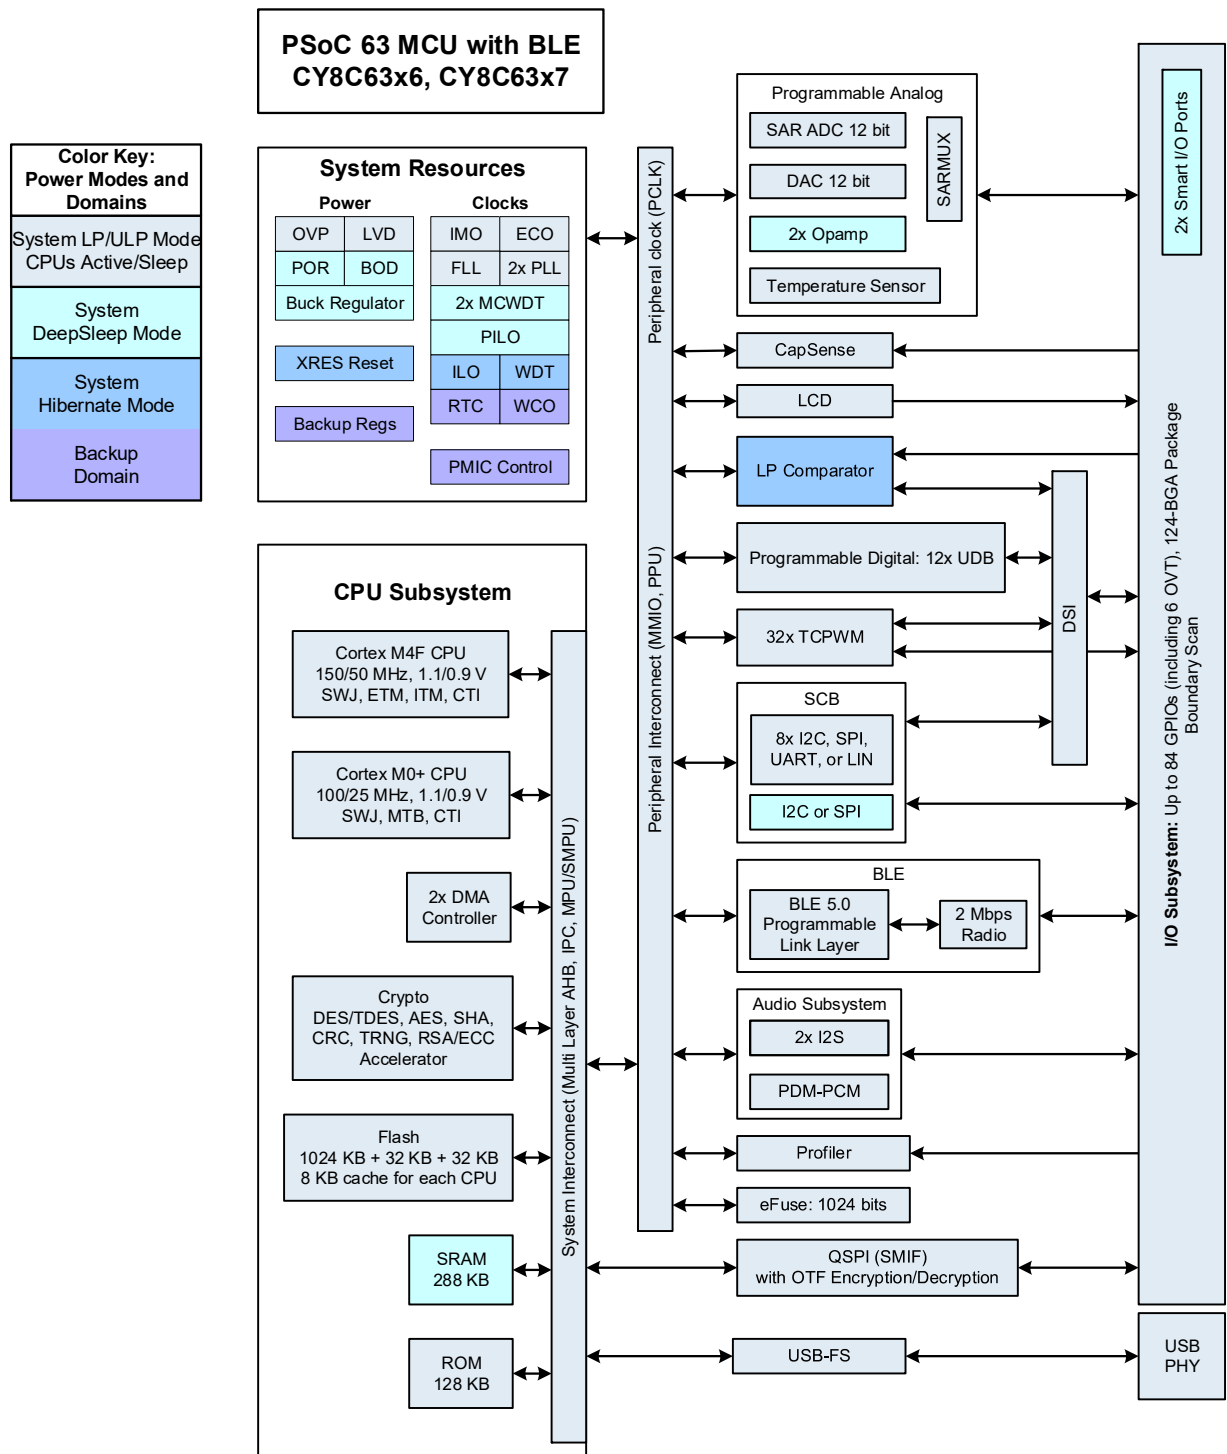 PSoC 63 MCU with BLE
CY8C63x6, CY8C63x7
Color Key:
Power Modes and
Domains
System LP/ULP Mode
CPUs Active/Sleep
System
DeepSleep Mode
System
Hibernate Mode
Backup
Domain
System Resources
Power
OVP
LVD
POR
BOD
Buck Regulator
XRES Reset
Backup Regs
Clocks
IMO
ECO
FLL
2x PLL
2x MCWDT
PILO
ILO
WDT
RTC
WCO
PMIC Control
CPU Subsystem
Cortex M4F CPU
150/50 MHz, 1.1/0.9 V
SWJ, ETM, ITM, CTI
Cortex M0+ CPU
100/25 MHz, 1.1/0.9 V
SWJ, MTB, CTI
2x DMA
Controller
Crypto
DES/TDES, AES, SHA,
CRC, TRNG, RSA/ECC
Accelerator
Flash
1024 KB + 32 KB + 32 KB
8 KB cache for each CPU
SRAM
288 KB
ROM
128 KB
System Interconnect (Multi Layer AHB, IPC, MPU/SMPU)
Peripheral clock (PCLK)
Peripheral Interconnect (MMIO, PPU)
Programmable Analog
SAR ADC 12 bit
DAC 12 bit
2x Opamp
Temperature Sensor
SARMUX
CapSense
LCD
LP Comparator
Programmable Digital: 12x UDB
32x TCPWM
SCB
8x I2C, SPI,
UART, or LIN
I2C or SPI
DSI
BLE
BLE 5.0
Programmable
Link Layer
2 Mbps
Radio
Audio Subsystem
2x I2S
PDM-PCM
Profiler
eFuse: 1024 bits
QSPI (SMIF)
with OTF Encryption/Decryption
USB-FS
2x Smart I/O Ports
I/O Subsystem: Up to 84 GPIOs (including 6 OVT), 124-BGA Package
Boundary Scan
USB
PHY